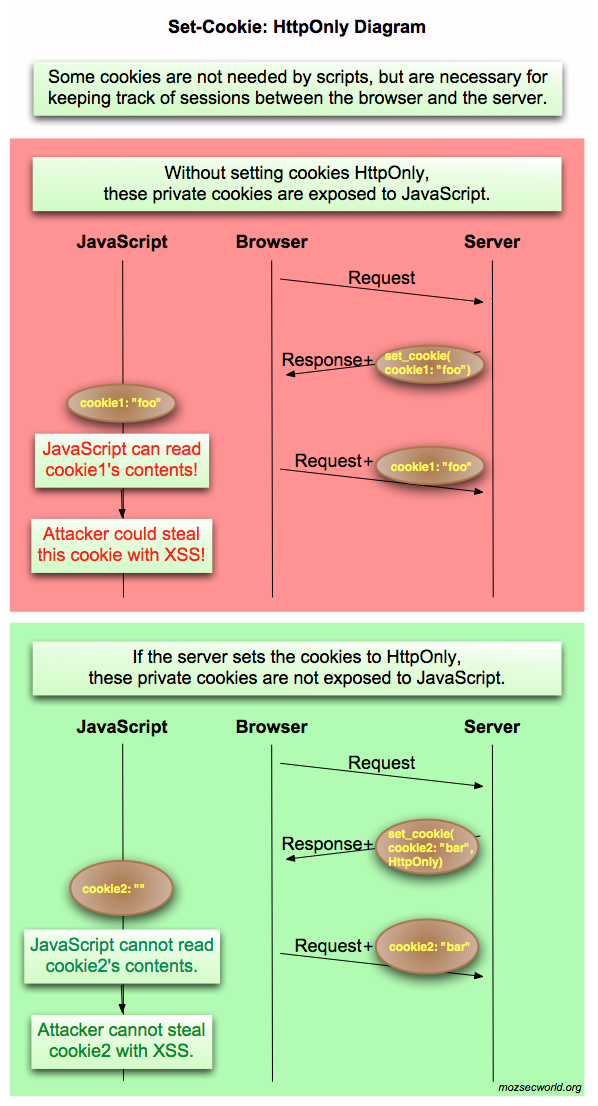 Set-Cookie: HttpOnly Diagram
Some cookies are not needed by scripts, but are necessary for
keeping track of sessions between the browser and the server.
Without setting cookies HttpOnly,
these private cookies are exposed to JavaScript.
JavaScript Browser Server
Request
Response+
set_cookie(
cookie1: "foo")
cookie1: "foo"
JavaScript can read
cookie1's contents!
Request+
cookie1: "foo"
Attacker could steal
this cookie with XSS!
If the server sets the cookies to HttpOnly,
these private cookies are not exposed to JavaScript.
JavaScript Browser Server
Request
Response+
set_cookie(
cookie2: "bar",
HttpOnly)
cookie2: ""
JavaScript cannot read
cookie2's contents.
Request+
cookie2: "bar"
Attacker cannot steal
cookie2 with XSS.
mozsecworld.org